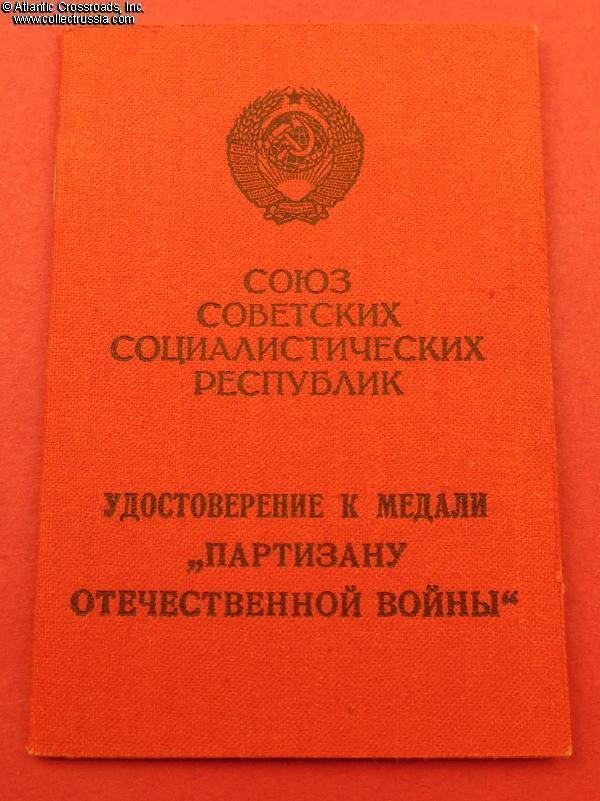 © Atlantic Crossroads, Inc.
www.collectrussia.com
СОЮЗ
СОВЕТСКИХ
СОЦИАЛИСТИЧЕСКИХ
РЕСПУБЛИК
УДОСТОВЕРЕНИЕ К МЕДАЛИ
„ПАРТИЗАНУ
ОТЕЧЕСТВЕННОЙ ВОЙНЫ“